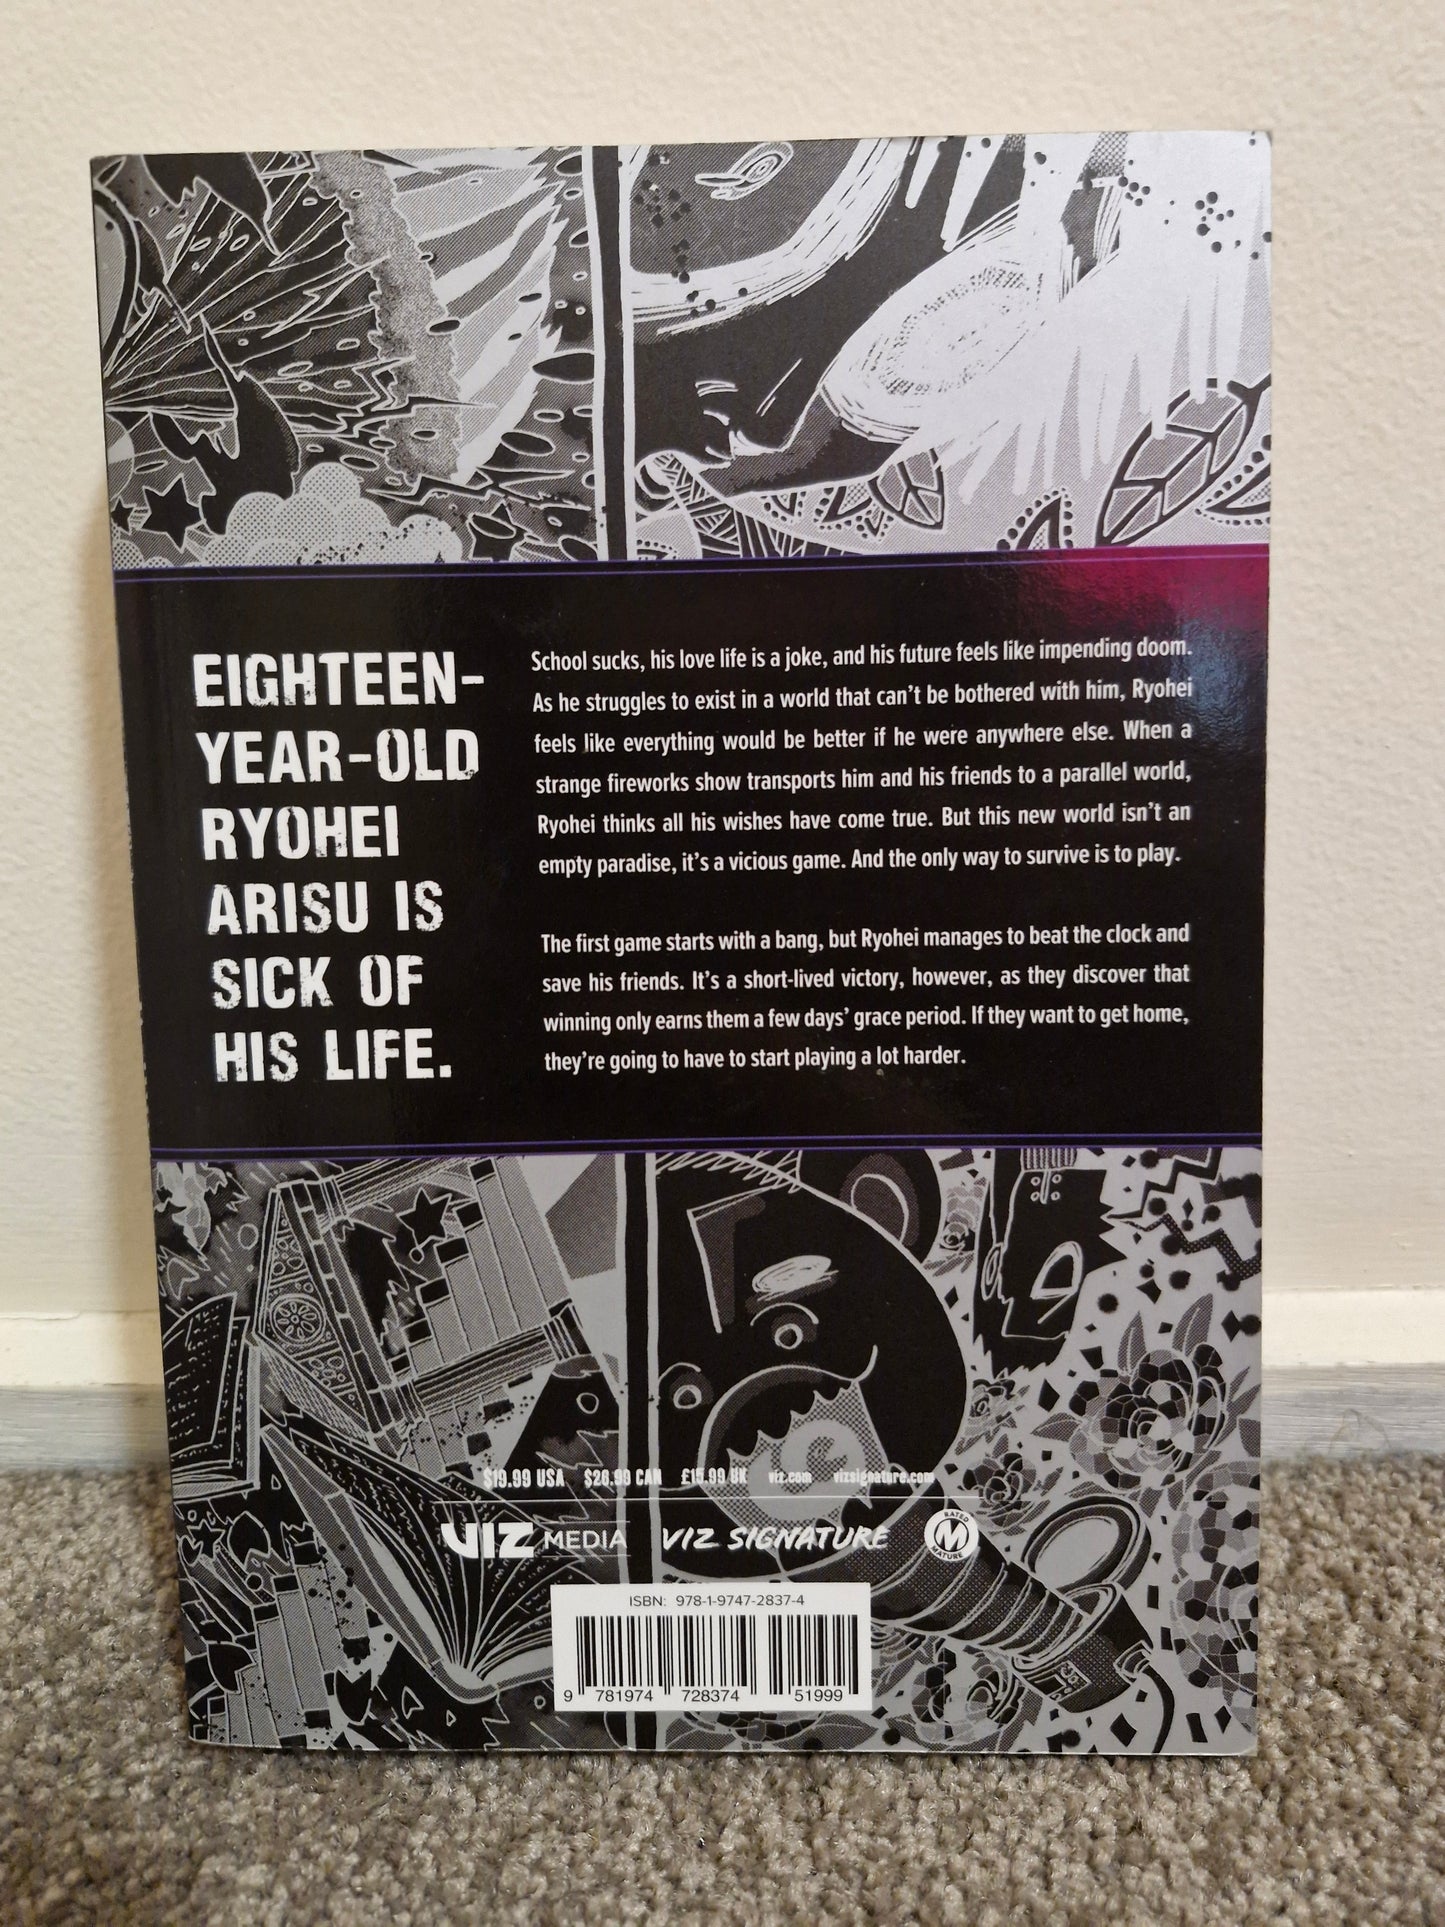 EIGHTEEN-
YEAR-OLD
RYOHEI
ARISU IS
SICK OF
HIS LIFE.
School sucks, his love life is a joke, and his future feels like impending doom.
As he struggles to exist in a world that can't be bothered with him, Ryohei
feels like everything would be better if he were anywhere else. When a
strange fireworks show transports him and his friends to a parallel world,
Ryohei thinks all his wishes have come true. But this new world isn't an
empty paradise, it's a vicious game. And the only way to survive is to play.
The first game starts with a bang, but Ryohei manages to beat the clock and
save his friends. It's a short-lived victory, however, as they discover that
winning only earns them a few days' grace period. If they want to get home,
they're going to have to start playing a lot harder.
$19.99 USA $26.99 CAN £15.99 UK viz.com vizsignature.com
VIZ MEDIA VIZ SIGNATURE RATED M MATURE
ISBN: 978-1-9747-2837-4
9 781974 728374 51999